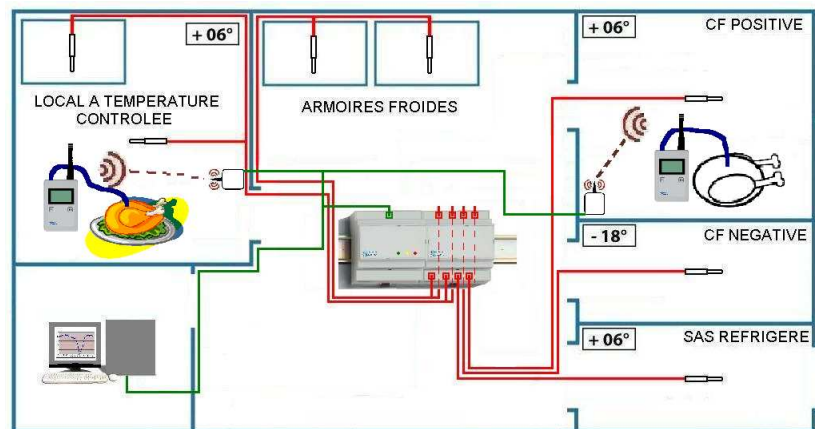 + 06°
LOCAL A TEMPERATURE
CONTROLEE
ARMOIRES FROIDES
+ 06°
CF POSITIVE
- 18°
CF NEGATIVE
+ 06°
SAS REFRIGERE